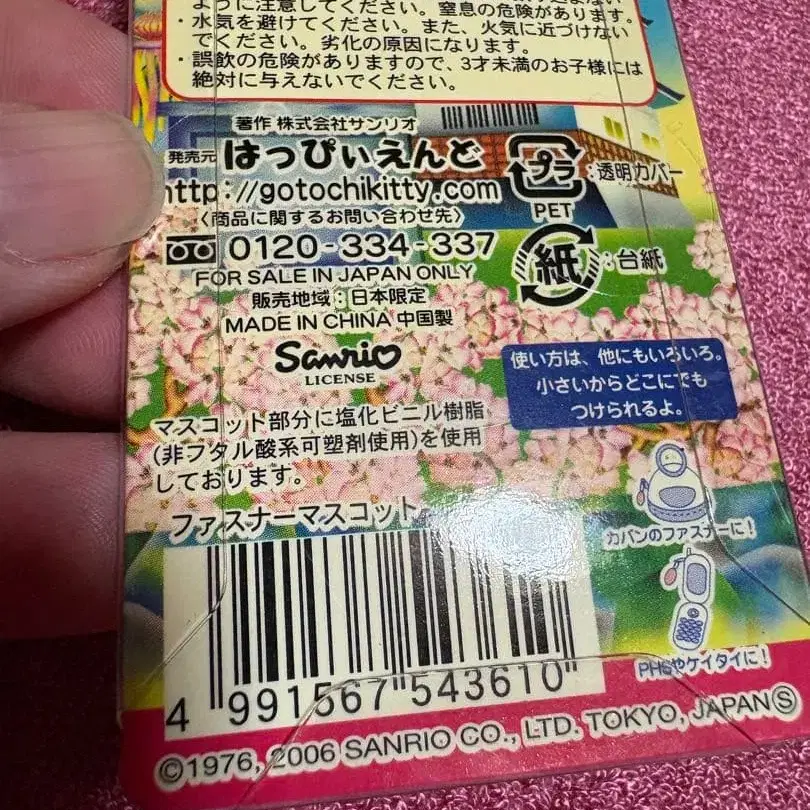 ように注意してください。窒息の危険があります。
・水気を避けてください。また、火気に近づけない
でください。劣化の原因になります。
・誤飲の危険がありますので、3才未満のお子様には
絶対に与えないでください。
著作 株式会社サンリオ
発売元 はっぴぃえんど
http://gotochikitty.com
〈商品に関するお問い合わせ先〉
0120-334-337
FOR SALE IN JAPAN ONLY
販売地域：日本限定
MADE IN CHINA 中国製
Sanrio
LICENSE
プラ：透明カバー
PET
紙：台紙
使い方は、他にもいろいろ。
小さいからどこにでも
つけられるよ。
マスコット部分に塩化ビニル樹脂
(非フタル酸系可塑剤使用)を使用
しております。
ファスナーマスコット
カバンのファスナーに！
PHSやケイタイに！
4 991567 543610
©1976, 2006 SANRIO CO., LTD. TOKYO, JAPAN Ⓢ